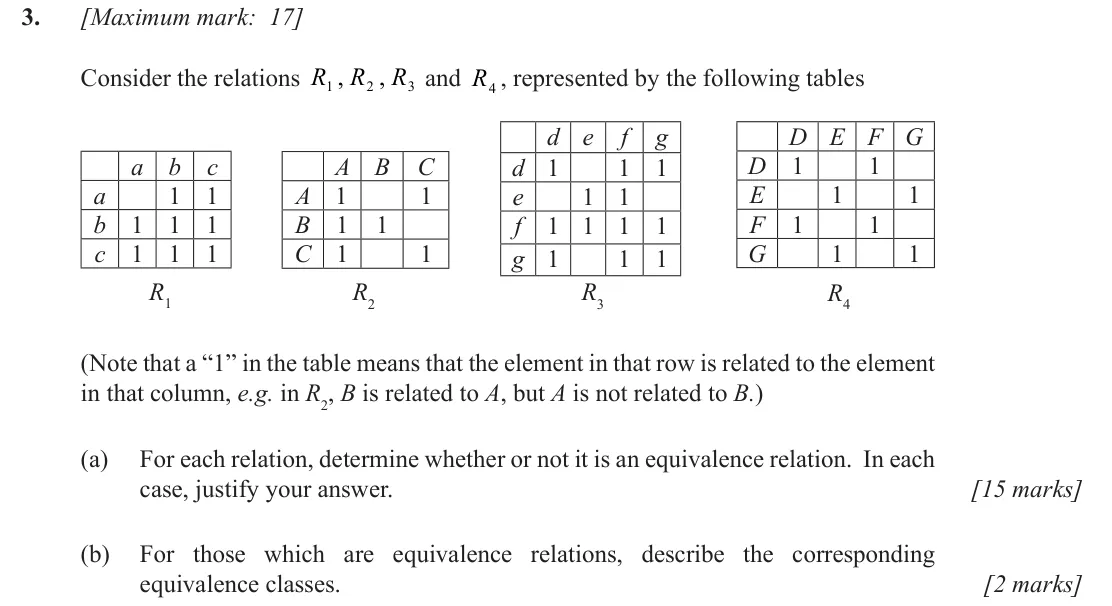 3. [Maximum mark: 17]
Consider the relations R₁, R₂, R₃ and R₄, represented by the following tables
a b c
a 1 1
b 1 1 1
c 1 1 1
R₁
A B C
A 1 1
B 1 1
C 1 1
R₂
d e f g
d 1 1 1
e 1 1
f 1 1 1 1
g 1 1 1
R₃
D E F G
D 1 1
E 1 1
F 1 1
G 1 1
R₄
(Note that a “1” in the table means that the element in that row is related to the element
in that column, e.g. in R₂, B is related to A, but A is not related to B.)
(a) For each relation, determine whether or not it is an equivalence relation. In each
case, justify your answer. [15 marks]
(b) For those which are equivalence relations, describe the corresponding
equivalence classes. [2 marks]